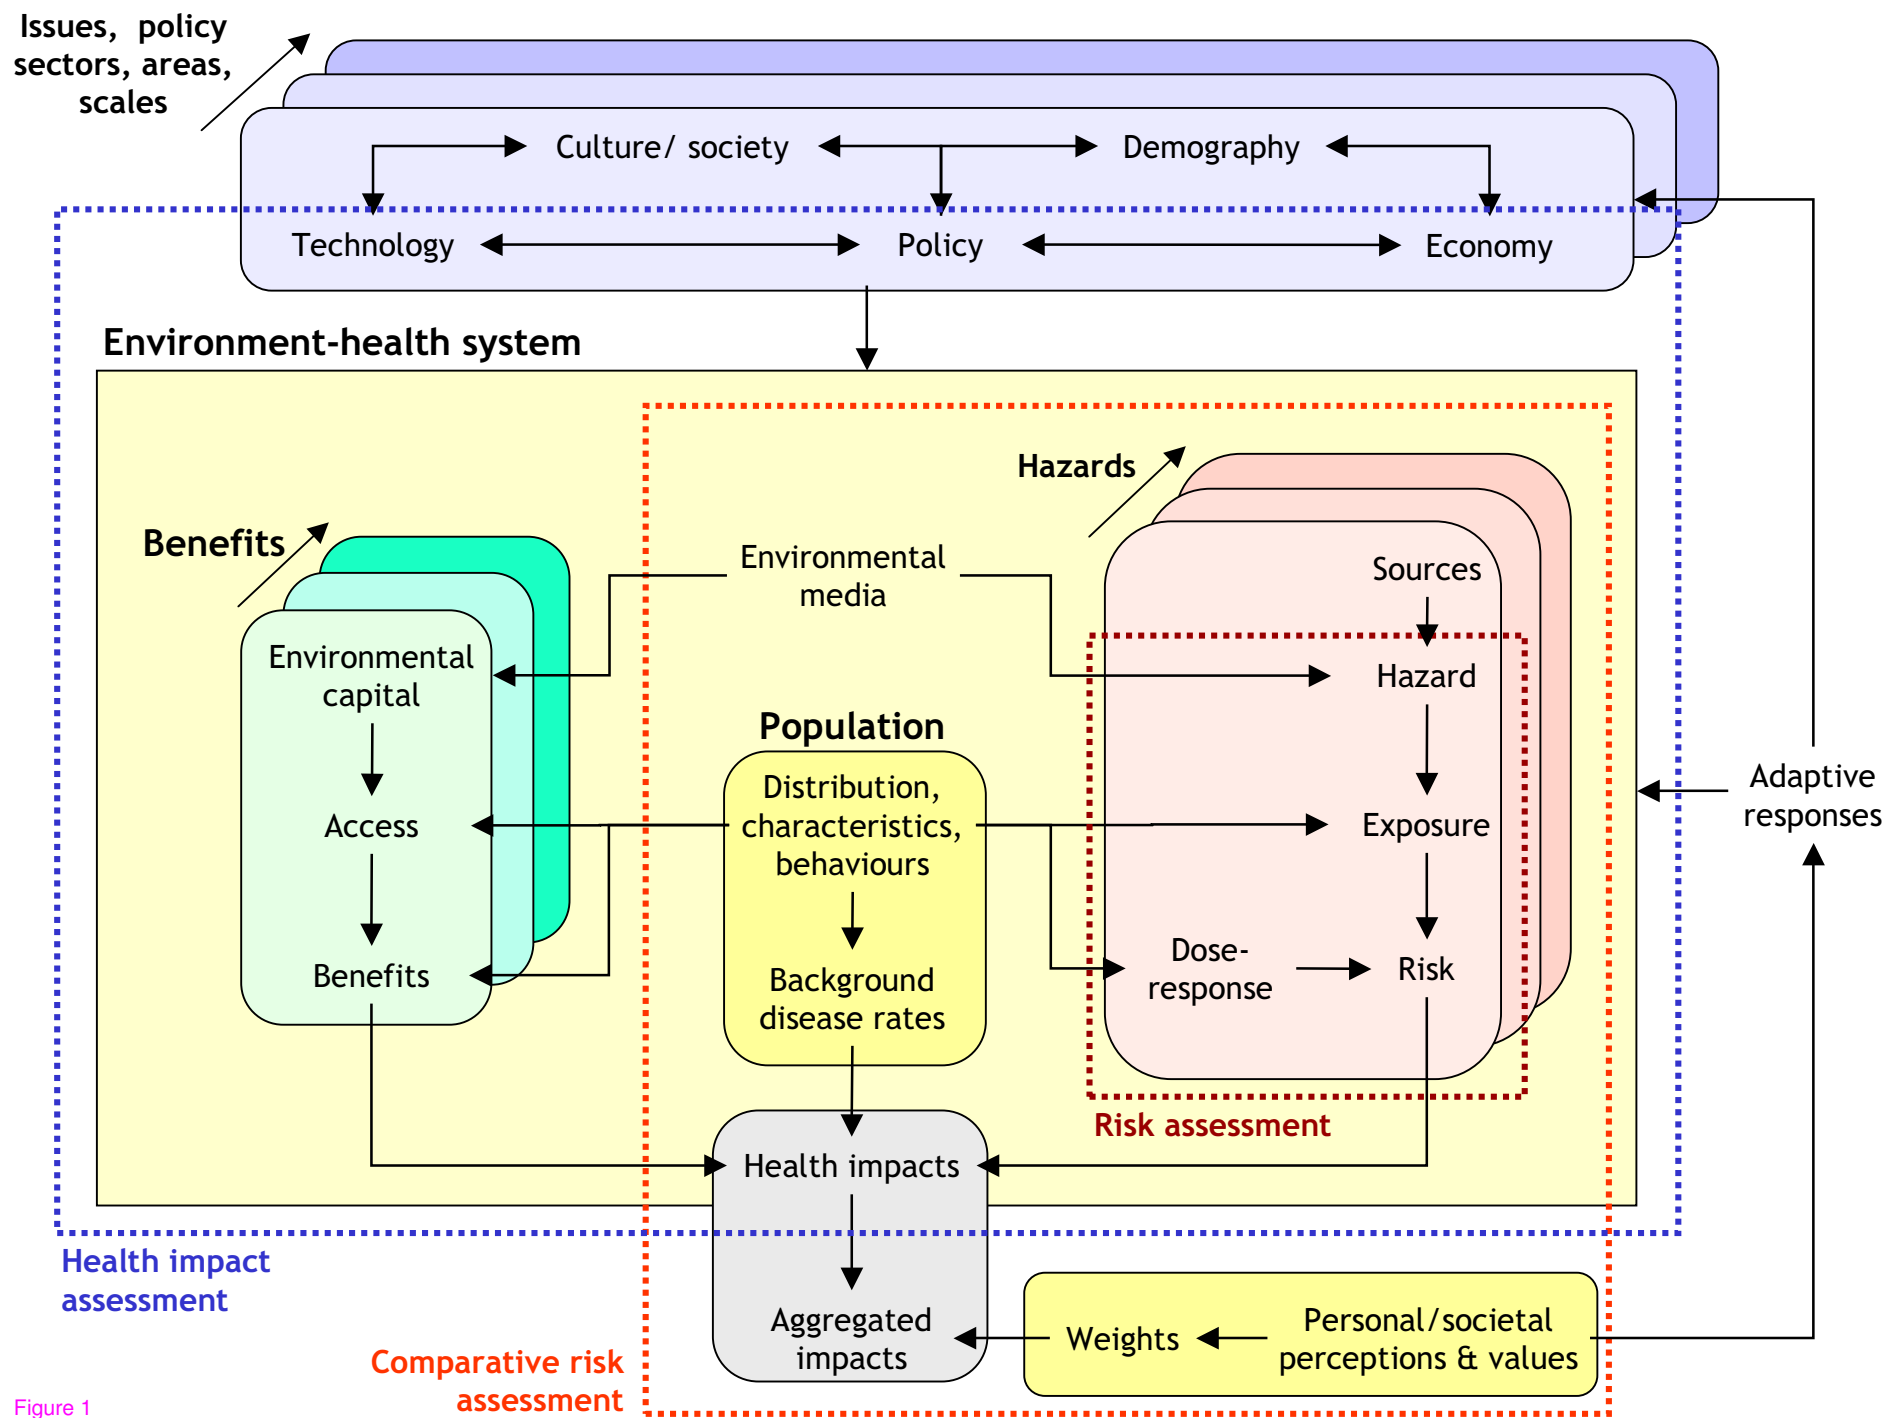 Issues, policy
sectors, areas,
scales
Culture/ society
Demography
Technology
Policy
Economy
Environment-health system
Hazards
Benefits
Environmental
media
Sources
Environmental
capital
Hazard
Population
Distribution,
characteristics,
behaviours
Access
Exposure
Adaptive
responses
Benefits
Background
disease rates
Dose-
response
Risk
Risk assessment
Health impacts
Health impact
assessment
Aggregated
impacts
Weights
Personal/societal
perceptions & values
Comparative risk
assessment
Figure 1